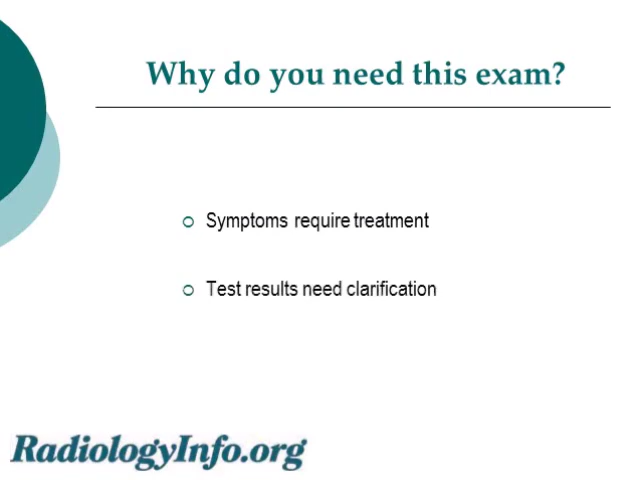 Why do you need this exam?
Symptoms require treatment
Test results need clarification
RadiologyInfo.org